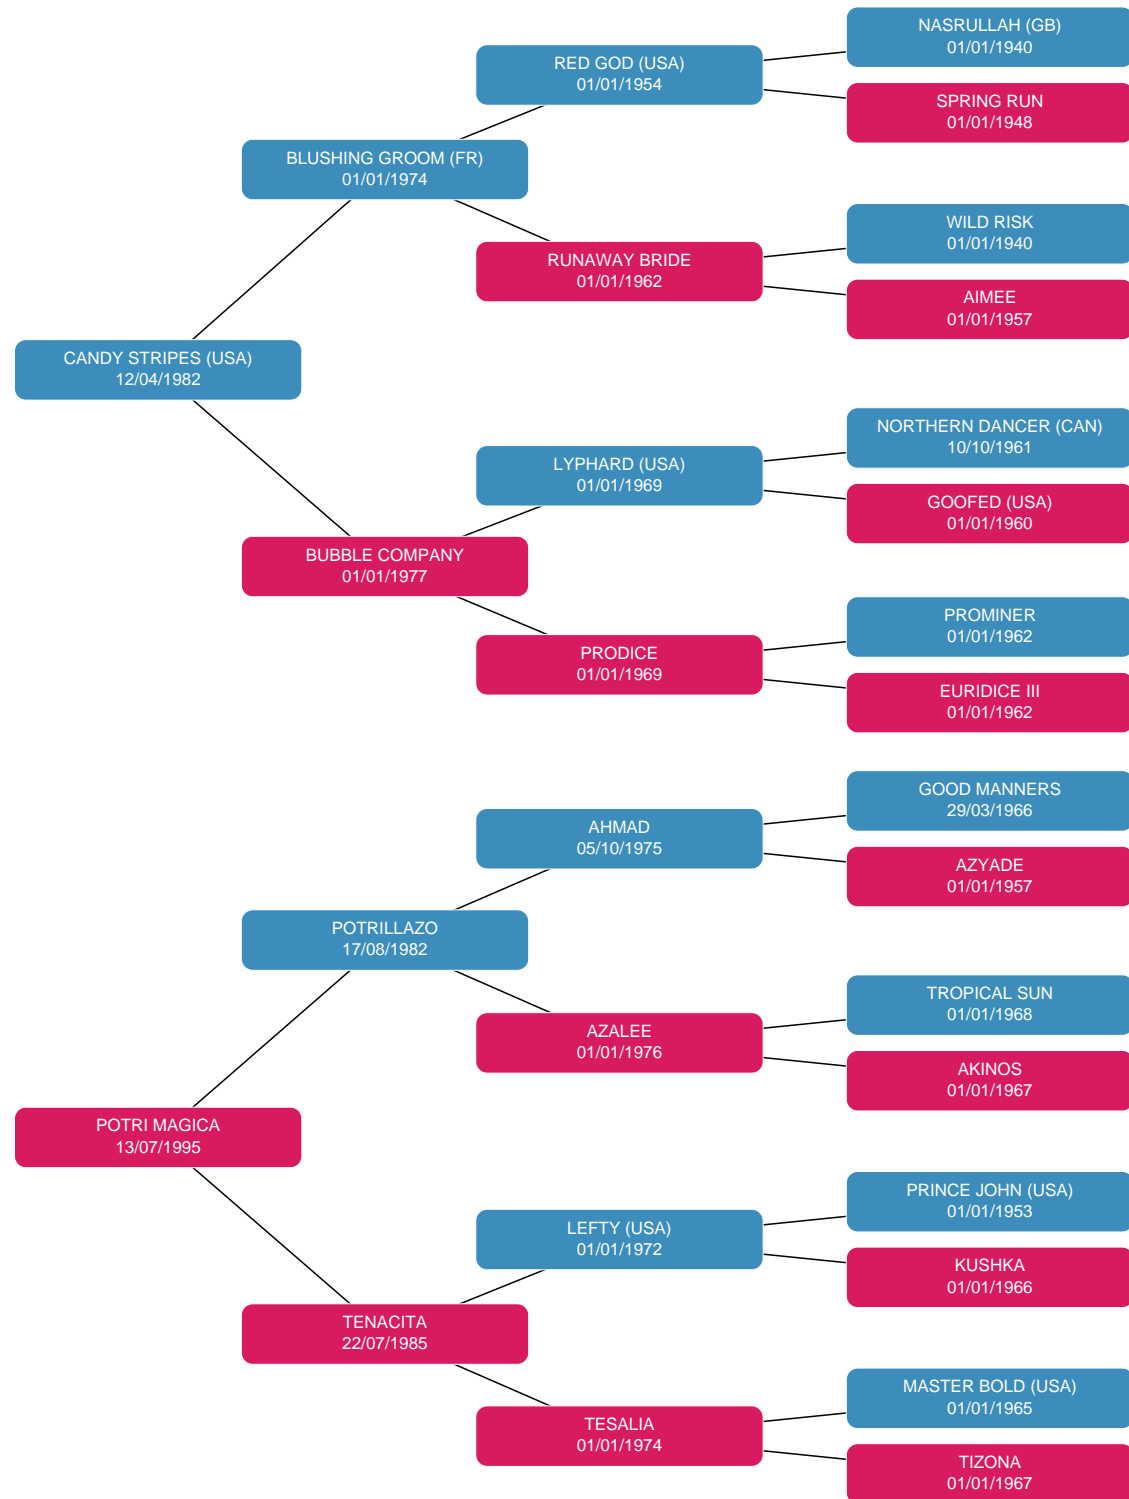 NASRULLAH (GB)
01/01/1940
RED GOD (USA)
01/01/1954
SPRING RUN
01/01/1948
BLUSHING GROOM (FR)
01/01/1974
WILD RISK
01/01/1940
RUNAWAY BRIDE
01/01/1962
AIMEE
01/01/1957
CANDY STRIPES (USA)
12/04/1982
NORTHERN DANCER (CAN)
10/10/1961
LYPHARD (USA)
01/01/1969
GOOFED (USA)
01/01/1960
BUBBLE COMPANY
01/01/1977
PROMINER
01/01/1962
PRODICE
01/01/1969
EURIDICE III
01/01/1962
GOOD MANNERS
29/03/1966
AHMAD
05/10/1975
AZYADE
01/01/1957
POTRILLAZO
17/08/1982
TROPICAL SUN
01/01/1968
AZALEE
01/01/1976
AKINOS
01/01/1967
POTRI MAGICA
13/07/1995
PRINCE JOHN (USA)
01/01/1953
LEFTY (USA)
01/01/1972
KUSHKA
01/01/1966
TENACITA
22/07/1985
MASTER BOLD (USA)
01/01/1965
TESALIA
01/01/1974
TIZONA
01/01/1967